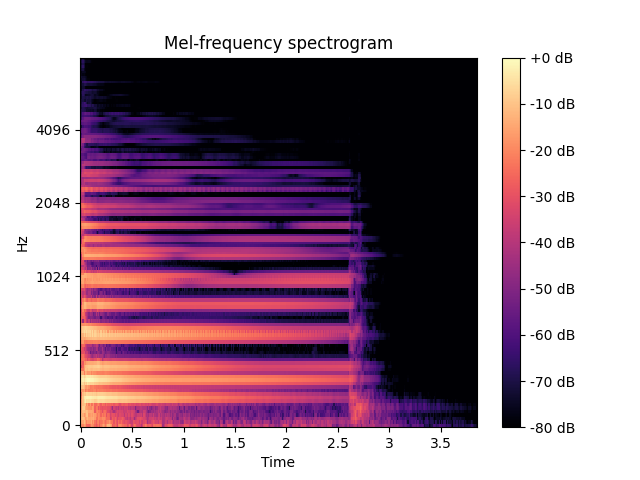 Mel-frequency spectrogram
Hz
4096
2048
1024
512
0
0
0.5
1
1.5
2
2.5
3
3.5
Time
+0 dB
-10 dB
-20 dB
-30 dB
-40 dB
-50 dB
-60 dB
-70 dB
-80 dB